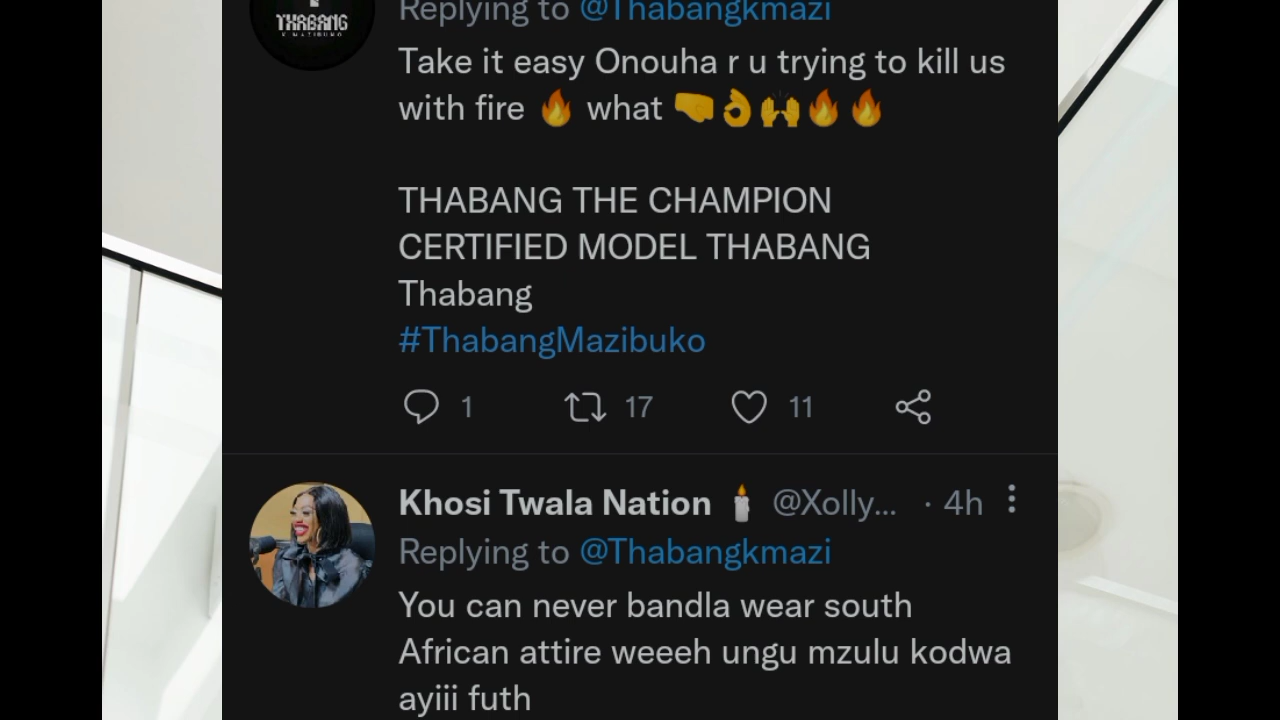 THABANG
K MAZIBUKO
Replying to @Thabangkmazi
Take it easy Onouha r u trying to kill us
with fire 🔥 what 🤜👌🙌🔥🔥
THABANG THE CHAMPION
CERTIFIED MODEL THABANG
Thabang
#ThabangMazibuko
1 17 11
Khosi Twala Nation 🕯 @Xolly... · 4h
Replying to @Thabangkmazi
You can never bandla wear south
African attire weeeh ungu mzulu kodwa
ayiii futh